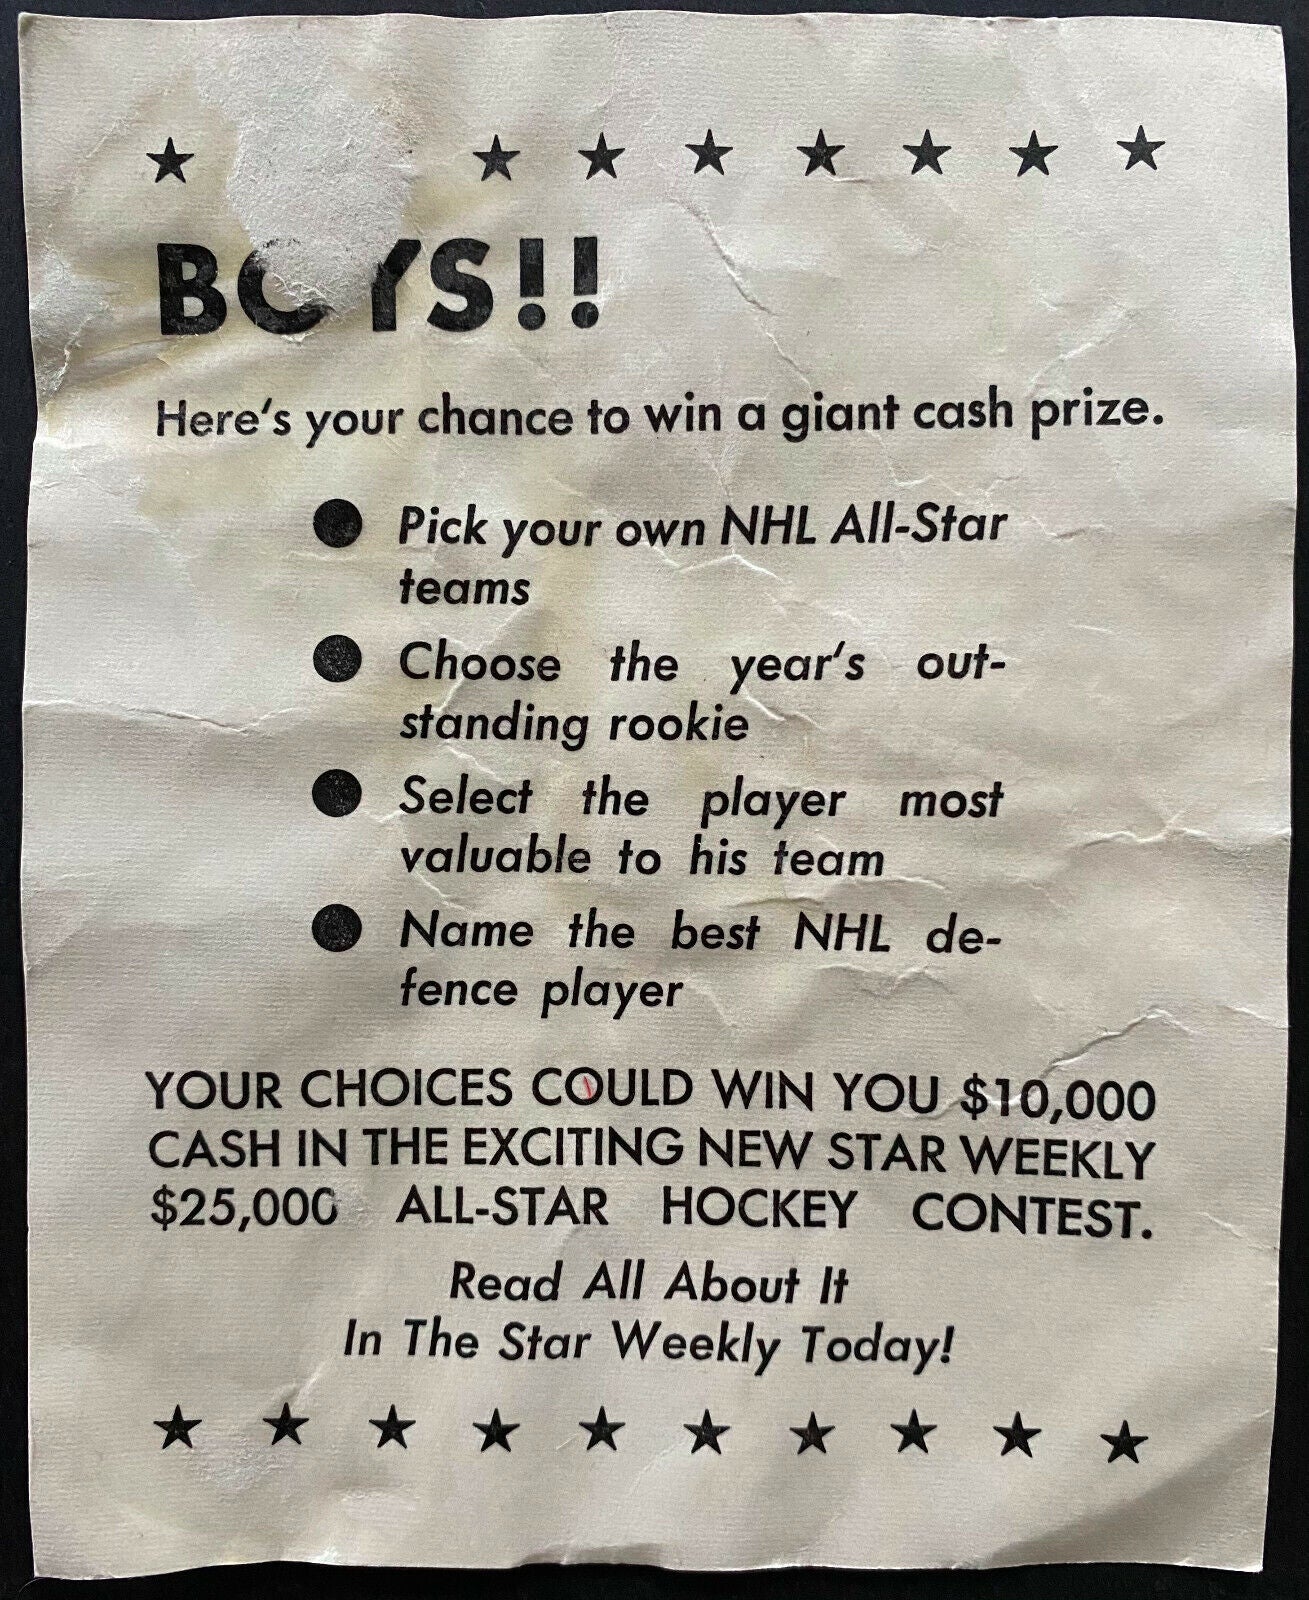 BOYS!!
Here's your chance to win a giant cash prize.
Pick your own NHL All-Star
teams
Choose the year's out-
standing rookie
Select the player most
valuable to his team
Name the best NHL de-
fence player
YOUR CHOICES COULD WIN YOU $10,000
CASH IN THE EXCITING NEW STAR WEEKLY
$25,000 ALL-STAR HOCKEY CONTEST.
Read All About It
In The Star Weekly Today!